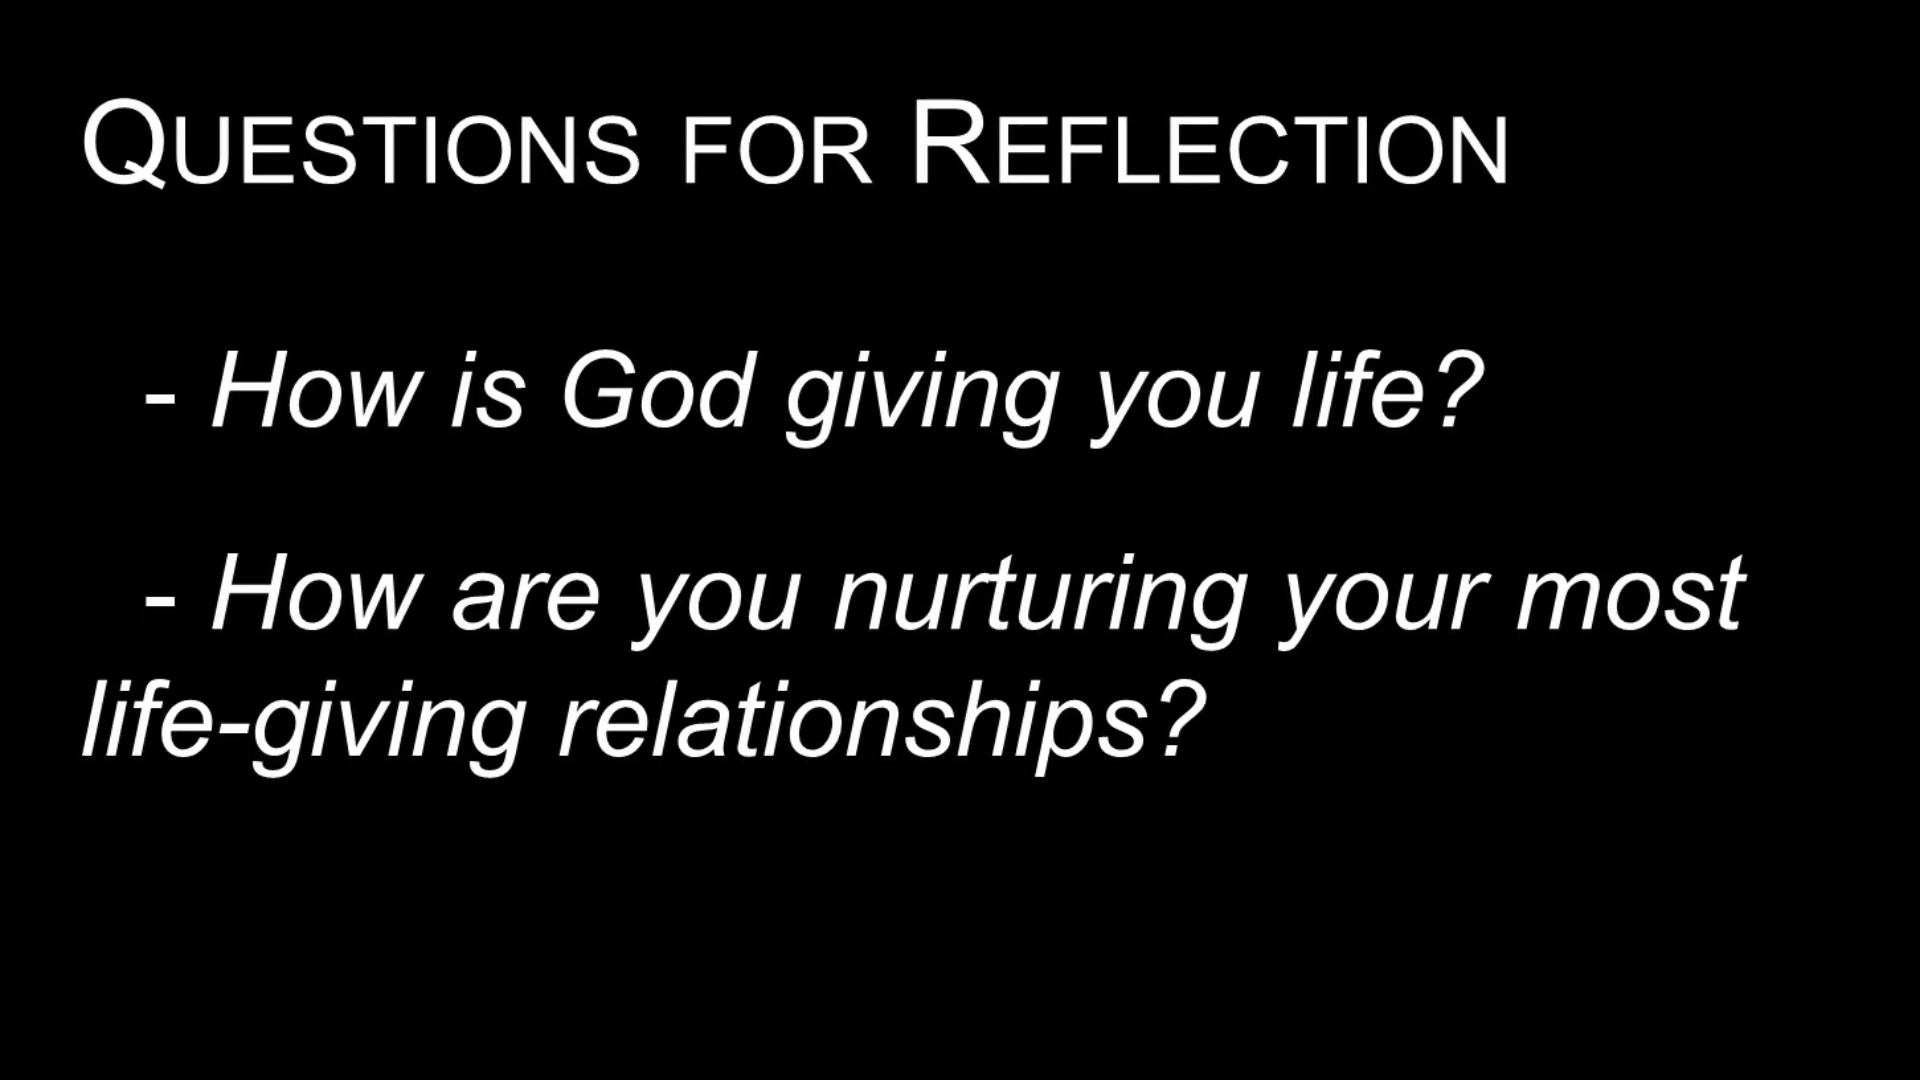 QUESTIONS FOR REFLECTION
- How is God giving you life?
- How are you nurturing your most
life-giving relationships?